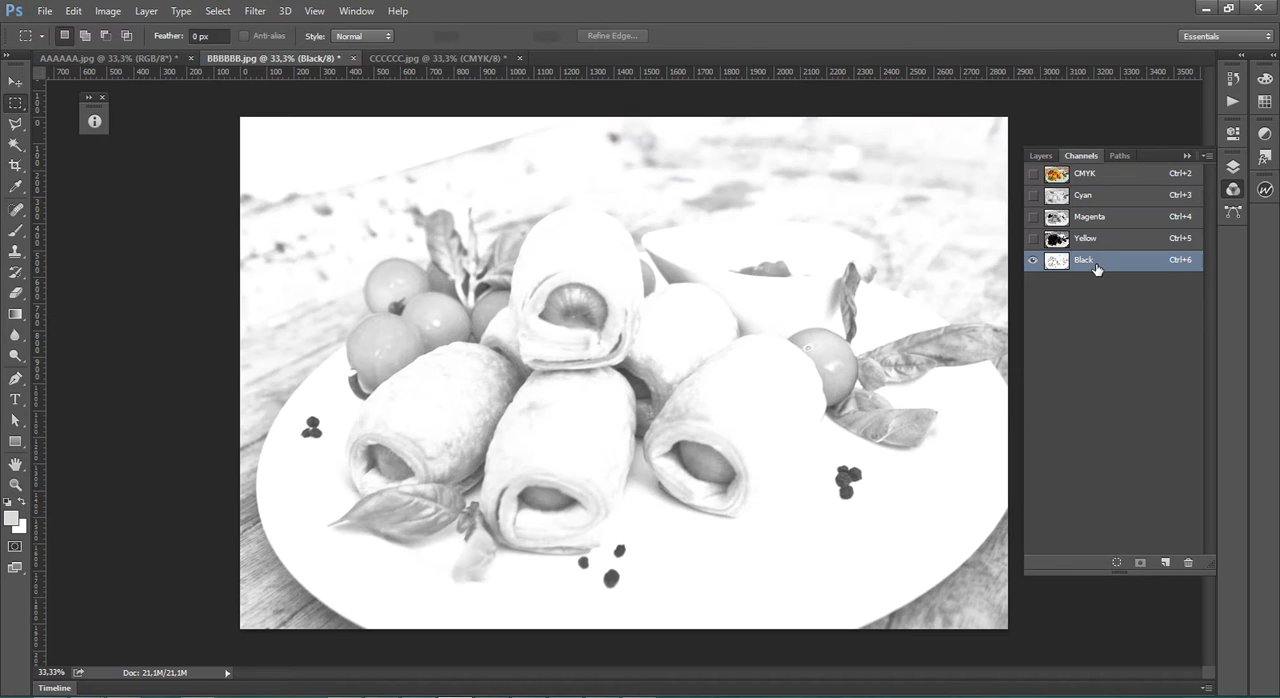 Ps File Edit Image Layer Type Select Filter 3D View Window Help
Feather: 0 px Anti-alias Style: Normal Refine Edge... Essentials
AAAAAA.jpg @ 33,3% (RGB/8*) * × BBBBBB.jpg @ 33,3% (Black/8) * × CCCCCC.jpg @ 33,3% (CMYK/8) * ×
700 600 500 400 300 200 100 0 100 200 300 400 500 600 700 800 900 1000 1100 1200 1300 1400 1500 1600 1700 1800 1900 2000 2100 2200 2300 2400 2500 2600 2700 2800 2900 3000 3100 3200 3300 3400 3500
Layers Channels Paths
CMYK Ctrl+2
Cyan Ctrl+3
Magenta Ctrl+4
Yellow Ctrl+5
Black Ctrl+6
33,33% Doc: 21,1M/21,1M
Timeline